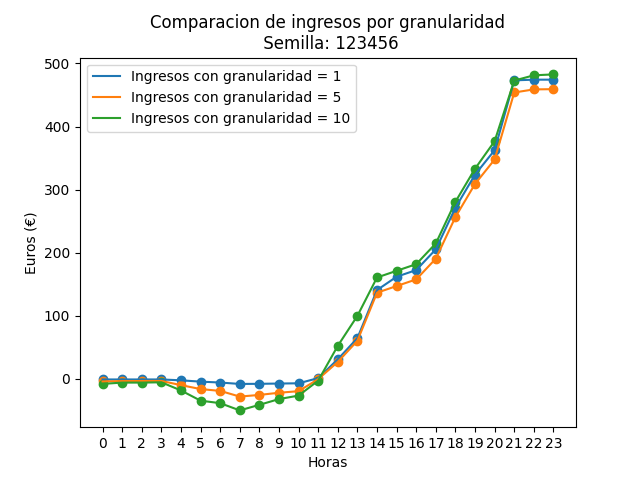 Comparacion de ingresos por granularidad
Semilla: 123456
500
400
300
200
100
0
Euros (€)
Ingresos con granularidad = 1
Ingresos con granularidad = 5
Ingresos con granularidad = 10
0 1 2 3 4 5 6 7 8 9 10 11 12 13 14 15 16 17 18 19 20 21 22 23
Horas